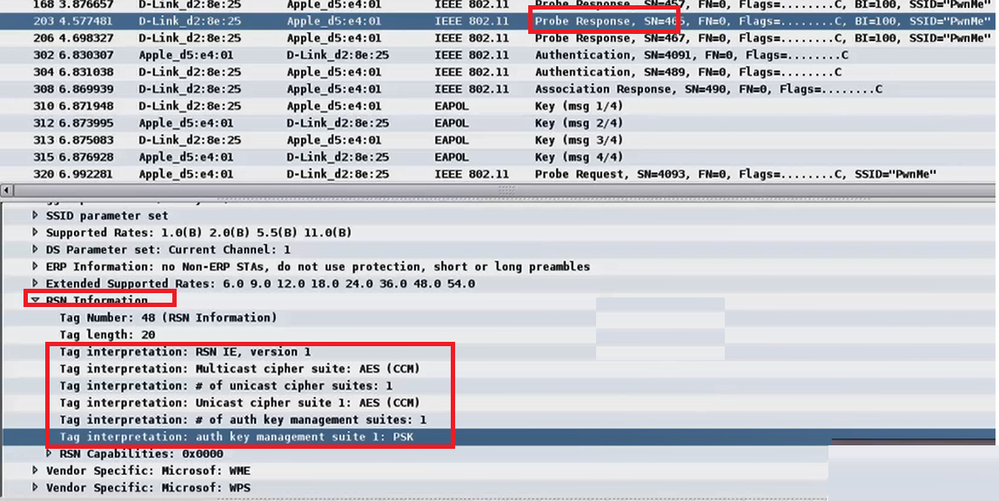 168 3.876657 D-Link_d2:8e:25 Apple_d5:e4:01 IEEE 802.11 Probe Response, SN=457, FN=0, Flags=........C, BI=100, SSID="PwnMe"
203 4.577481 D-Link_d2:8e:25 Apple_d5:e4:01 IEEE 802.11 Probe Response, SN=465, FN=0, Flags=........C, BI=100, SSID="PwnMe"
206 4.698327 D-Link_d2:8e:25 Apple_d5:e4:01 IEEE 802.11 Probe Response, SN=467, FN=0, Flags=........C, BI=100, SSID="PwnMe"
302 6.830307 Apple_d5:e4:01 D-Link_d2:8e:25 IEEE 802.11 Authentication, SN=4091, FN=0, Flags=........C
304 6.831038 D-Link_d2:8e:25 Apple_d5:e4:01 IEEE 802.11 Authentication, SN=489, FN=0, Flags=........C
308 6.869939 D-Link_d2:8e:25 Apple_d5:e4:01 IEEE 802.11 Association Response, SN=490, FN=0, Flags=........C
310 6.871948 D-Link_d2:8e:25 Apple_d5:e4:01 EAPOL Key (msg 1/4)
312 6.873995 Apple_d5:e4:01 D-Link_d2:8e:25 EAPOL Key (msg 2/4)
313 6.875083 D-Link_d2:8e:25 Apple_d5:e4:01 EAPOL Key (msg 3/4)
315 6.876928 Apple_d5:e4:01 D-Link_d2:8e:25 EAPOL Key (msg 4/4)
320 6.992281 Apple_d5:e4:01 D-Link_d2:8e:25 IEEE 802.11 Probe Request, SN=4093, FN=0, Flags=........C, SSID="PwnMe"
SSID parameter set
Supported Rates: 1.0(B) 2.0(B) 5.5(B) 11.0(B)
DS Parameter set: Current Channel: 1
ERP Information: no Non-ERP STAs, do not use protection, short or long preambles
Extended Supported Rates: 6.0 9.0 12.0 18.0 24.0 36.0 48.0 54.0
RSN Information
Tag Number: 48 (RSN Information)
Tag length: 20
Tag interpretation: RSN IE, version 1
Tag interpretation: Multicast cipher suite: AES (CCM)
Tag interpretation: # of unicast cipher suites: 1
Tag interpretation: Unicast cipher suite 1: AES (CCM)
Tag interpretation: # of auth key management suites: 1
Tag interpretation: auth key management suite 1: PSK
RSN Capabilities: 0x0000
Vendor Specific: Microsof: WME
Vendor Specific: Microsof: WPS